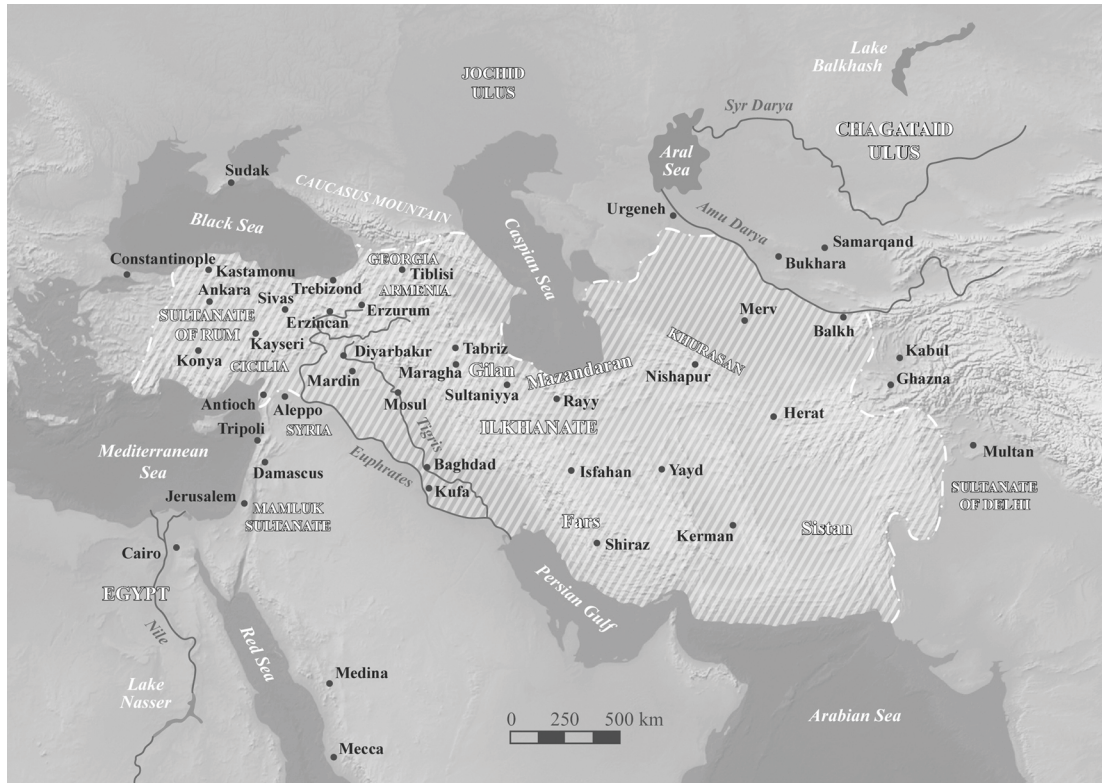 Lake
Balkhash
JOCHID
ULUS
Syr Darya
CHAGATAID
ULUS
Aral
Sea
Sudak
CAUCASUS MOUNTAIN
Urgeneh
Amu Darya
Black Sea
Caspian Sea
Samarqand
Bukhara
Constantinople
Kastamonu
GEORGIA
Tiblisi
Ankara
Trebizond
ARMENIA
Sivas
Erzincan
Erzurum
Merv
Balkh
SULTANATE
OF RUM
Kayseri
Konya
CICILIA
Diyarbakır
Tabriz
Maragha
Gilan
Mazandaran
KHURASAN
Kabul
Mardin
Sultaniyya
Nishapur
Ghazna
Antioch
Aleppo
Mosul
Rayy
Herat
Tripoli
SYRIA
Tigris
ILKHANATE
Mediterranean
Sea
Damascus
Euphrates
Baghdad
Isfahan
Yayd
Multan
Jerusalem
MAMLUK
SULTANATE
Kufa
SULTANATE
OF DELHI
Fars
Shiraz
Kerman
Sistan
Cairo
EGYPT
Persian Gulf
Nile
Red Sea
Lake
Nasser
Medina
Mecca
0 250 500 km
Arabian Sea